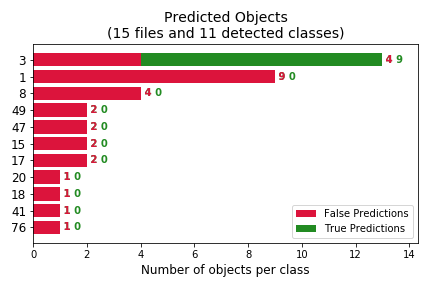 Predicted Objects
(15 files and 11 detected classes)
3 4 9
1 9 0
8 4 0
49 2 0
47 2 0
15 2 0
17 2 0
20 1 0
18 1 0
41 1 0
76 1 0
False Predictions
True Predictions
0 2 4 6 8 10 12 14
Number of objects per class